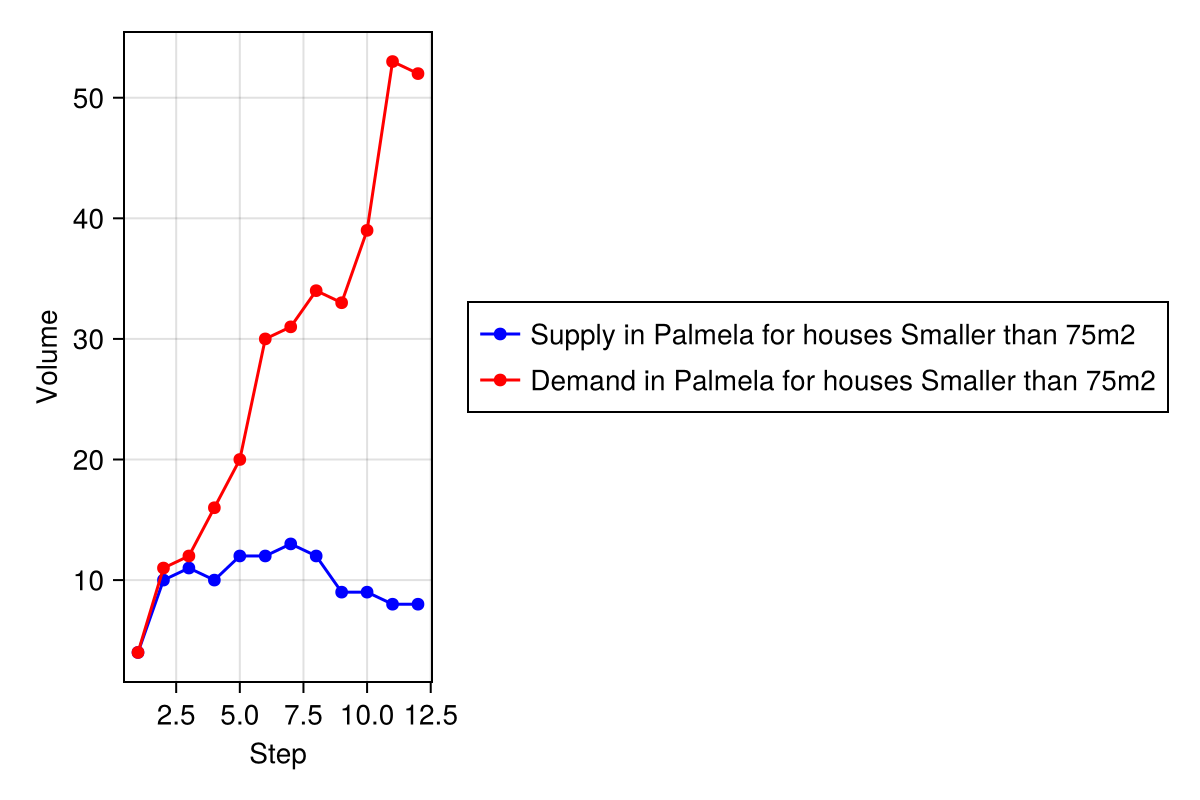 50
40
30
20
10
Volume
2.5 5.0 7.5 10.0 12.5
Step
Supply in Palmela for houses Smaller than 75m2
Demand in Palmela for houses Smaller than 75m2